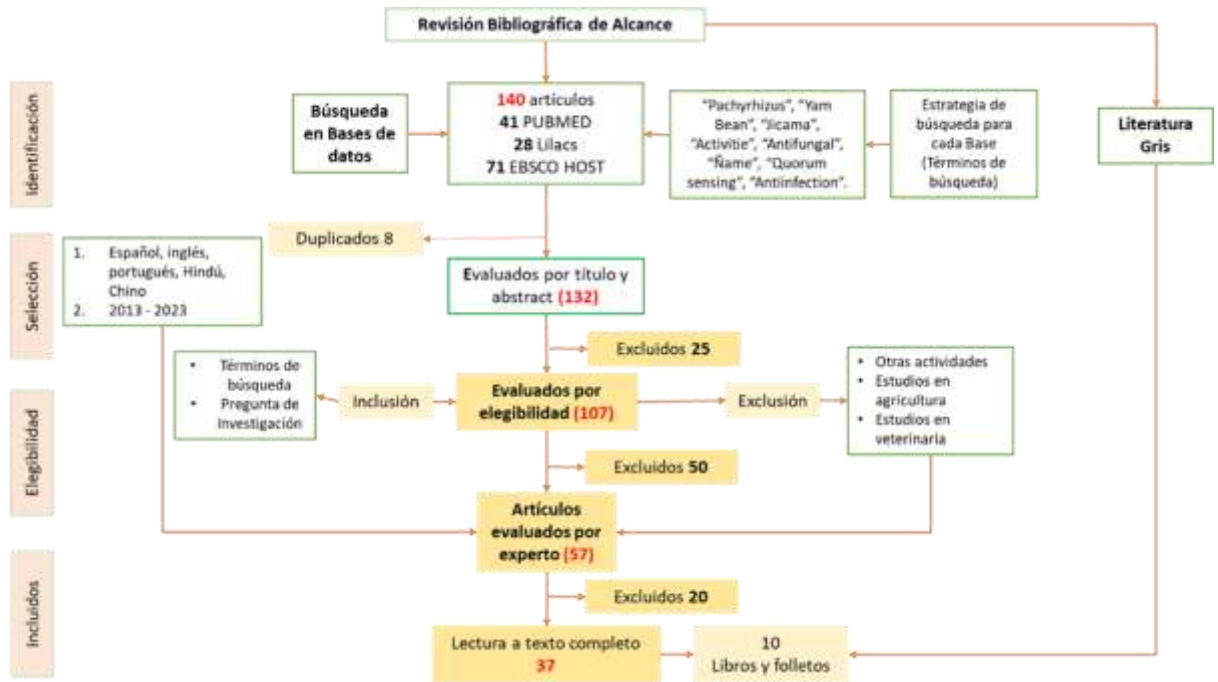 Revisión Bibliográfica de Alcance
Identificación
Búsqueda
en Bases de
datos
140 artículos
41 PUBMED
28 Lilacs
71 EBSCO HOST
"Pachyrhizus", "Yam
Bean", "Jicama",
"Activitie", "Antifungal",
"Ñame", "Quorum
sensing", "Antiinfection".
Estrategia de
búsqueda para
cada Base
(Términos de
búsqueda)
Literatura
Gris
Selección
Duplicados 8
1. Español, inglés,
portugués, Hindú,
Chino
2. 2013 - 2023
Evaluados por título y
abstract (132)
Excluidos 25
Elegibilidad
• Términos de
búsqueda
• Pregunta de
Investigación
Inclusión
Evaluados por
elegibilidad (107)
Exclusión
• Otras actividades
• Estudios en
agricultura
• Estudios en
veterinaria
Excluidos 50
Artículos
evaluados por
experto (57)
Incluidos
Excluidos 20
Lectura a texto completo
37
10
Libros y folletos